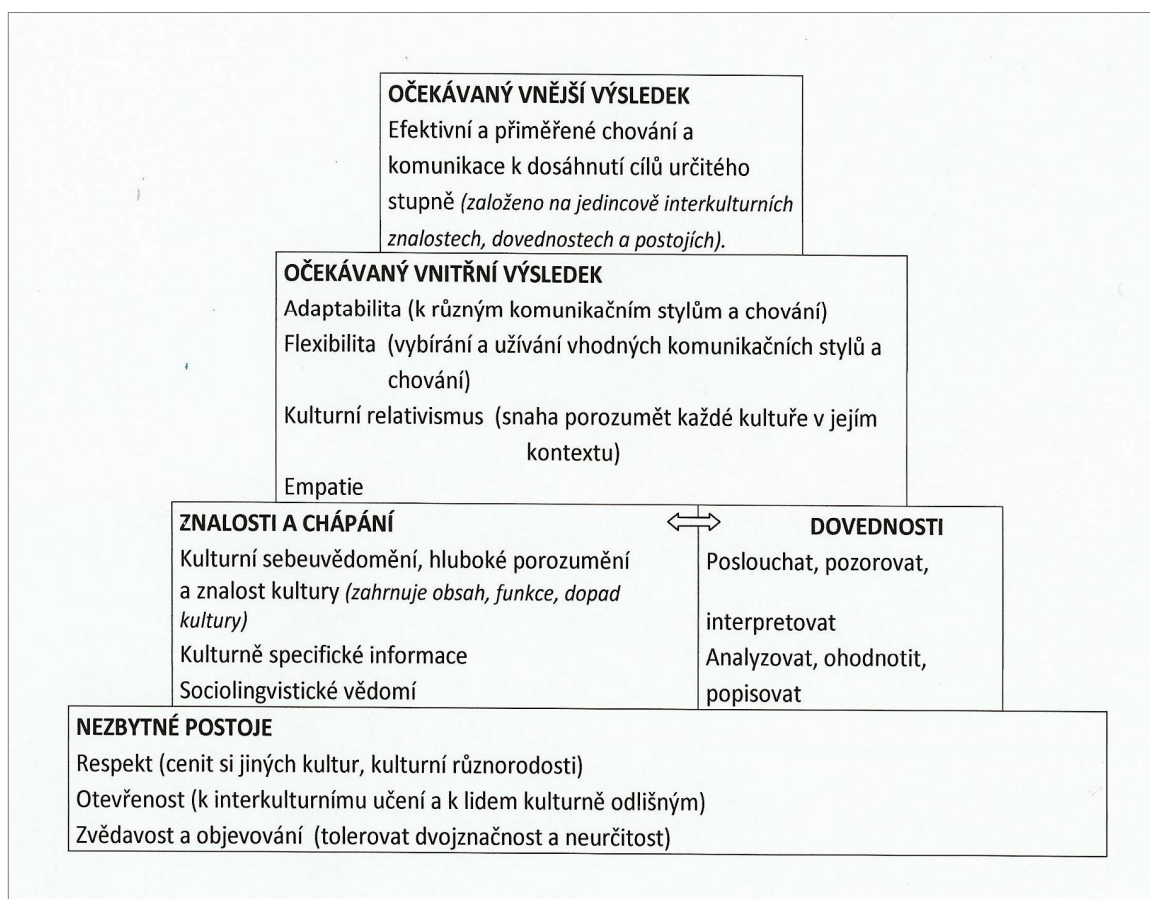 OČEKÁVANÝ VNĚJŠÍ VÝSLEDEK
Efektivní a přiměřené chování a
komunikace k dosáhnutí cílů určitého
stupně (založeno na jedincově interkulturních
znalostech, dovednostech a postojích).
OČEKÁVANÝ VNITŘNÍ VÝSLEDEK
Adaptabilita (k různým komunikačním stylům a chování)
Flexibilita (vybírání a užívání vhodných komunikačních stylů a
chování)
Kulturní relativismus (snaha porozumět každé kultuře v jejím
kontextu)
Empatie
ZNALOSTI A CHÁPÁNÍ
Kulturní sebeuvědomění, hluboké porozumění
a znalost kultury (zahrnuje obsah, funkce, dopad
kultury)
Kulturně specifické informace
Sociolingvistické vědomí
DOVEDNOSTI
Poslouchat, pozorovat,
interpretovat
Analyzovat, ohodnotit,
popisovat
NEZBYTNÉ POSTOJE
Respekt (cenit si jiných kultur, kulturní různorodosti)
Otevřenost (k interkulturnímu učení a k lidem kulturně odlišným)
Zvědavost a objevování (tolerovat dvojznačnost a neurčitost)